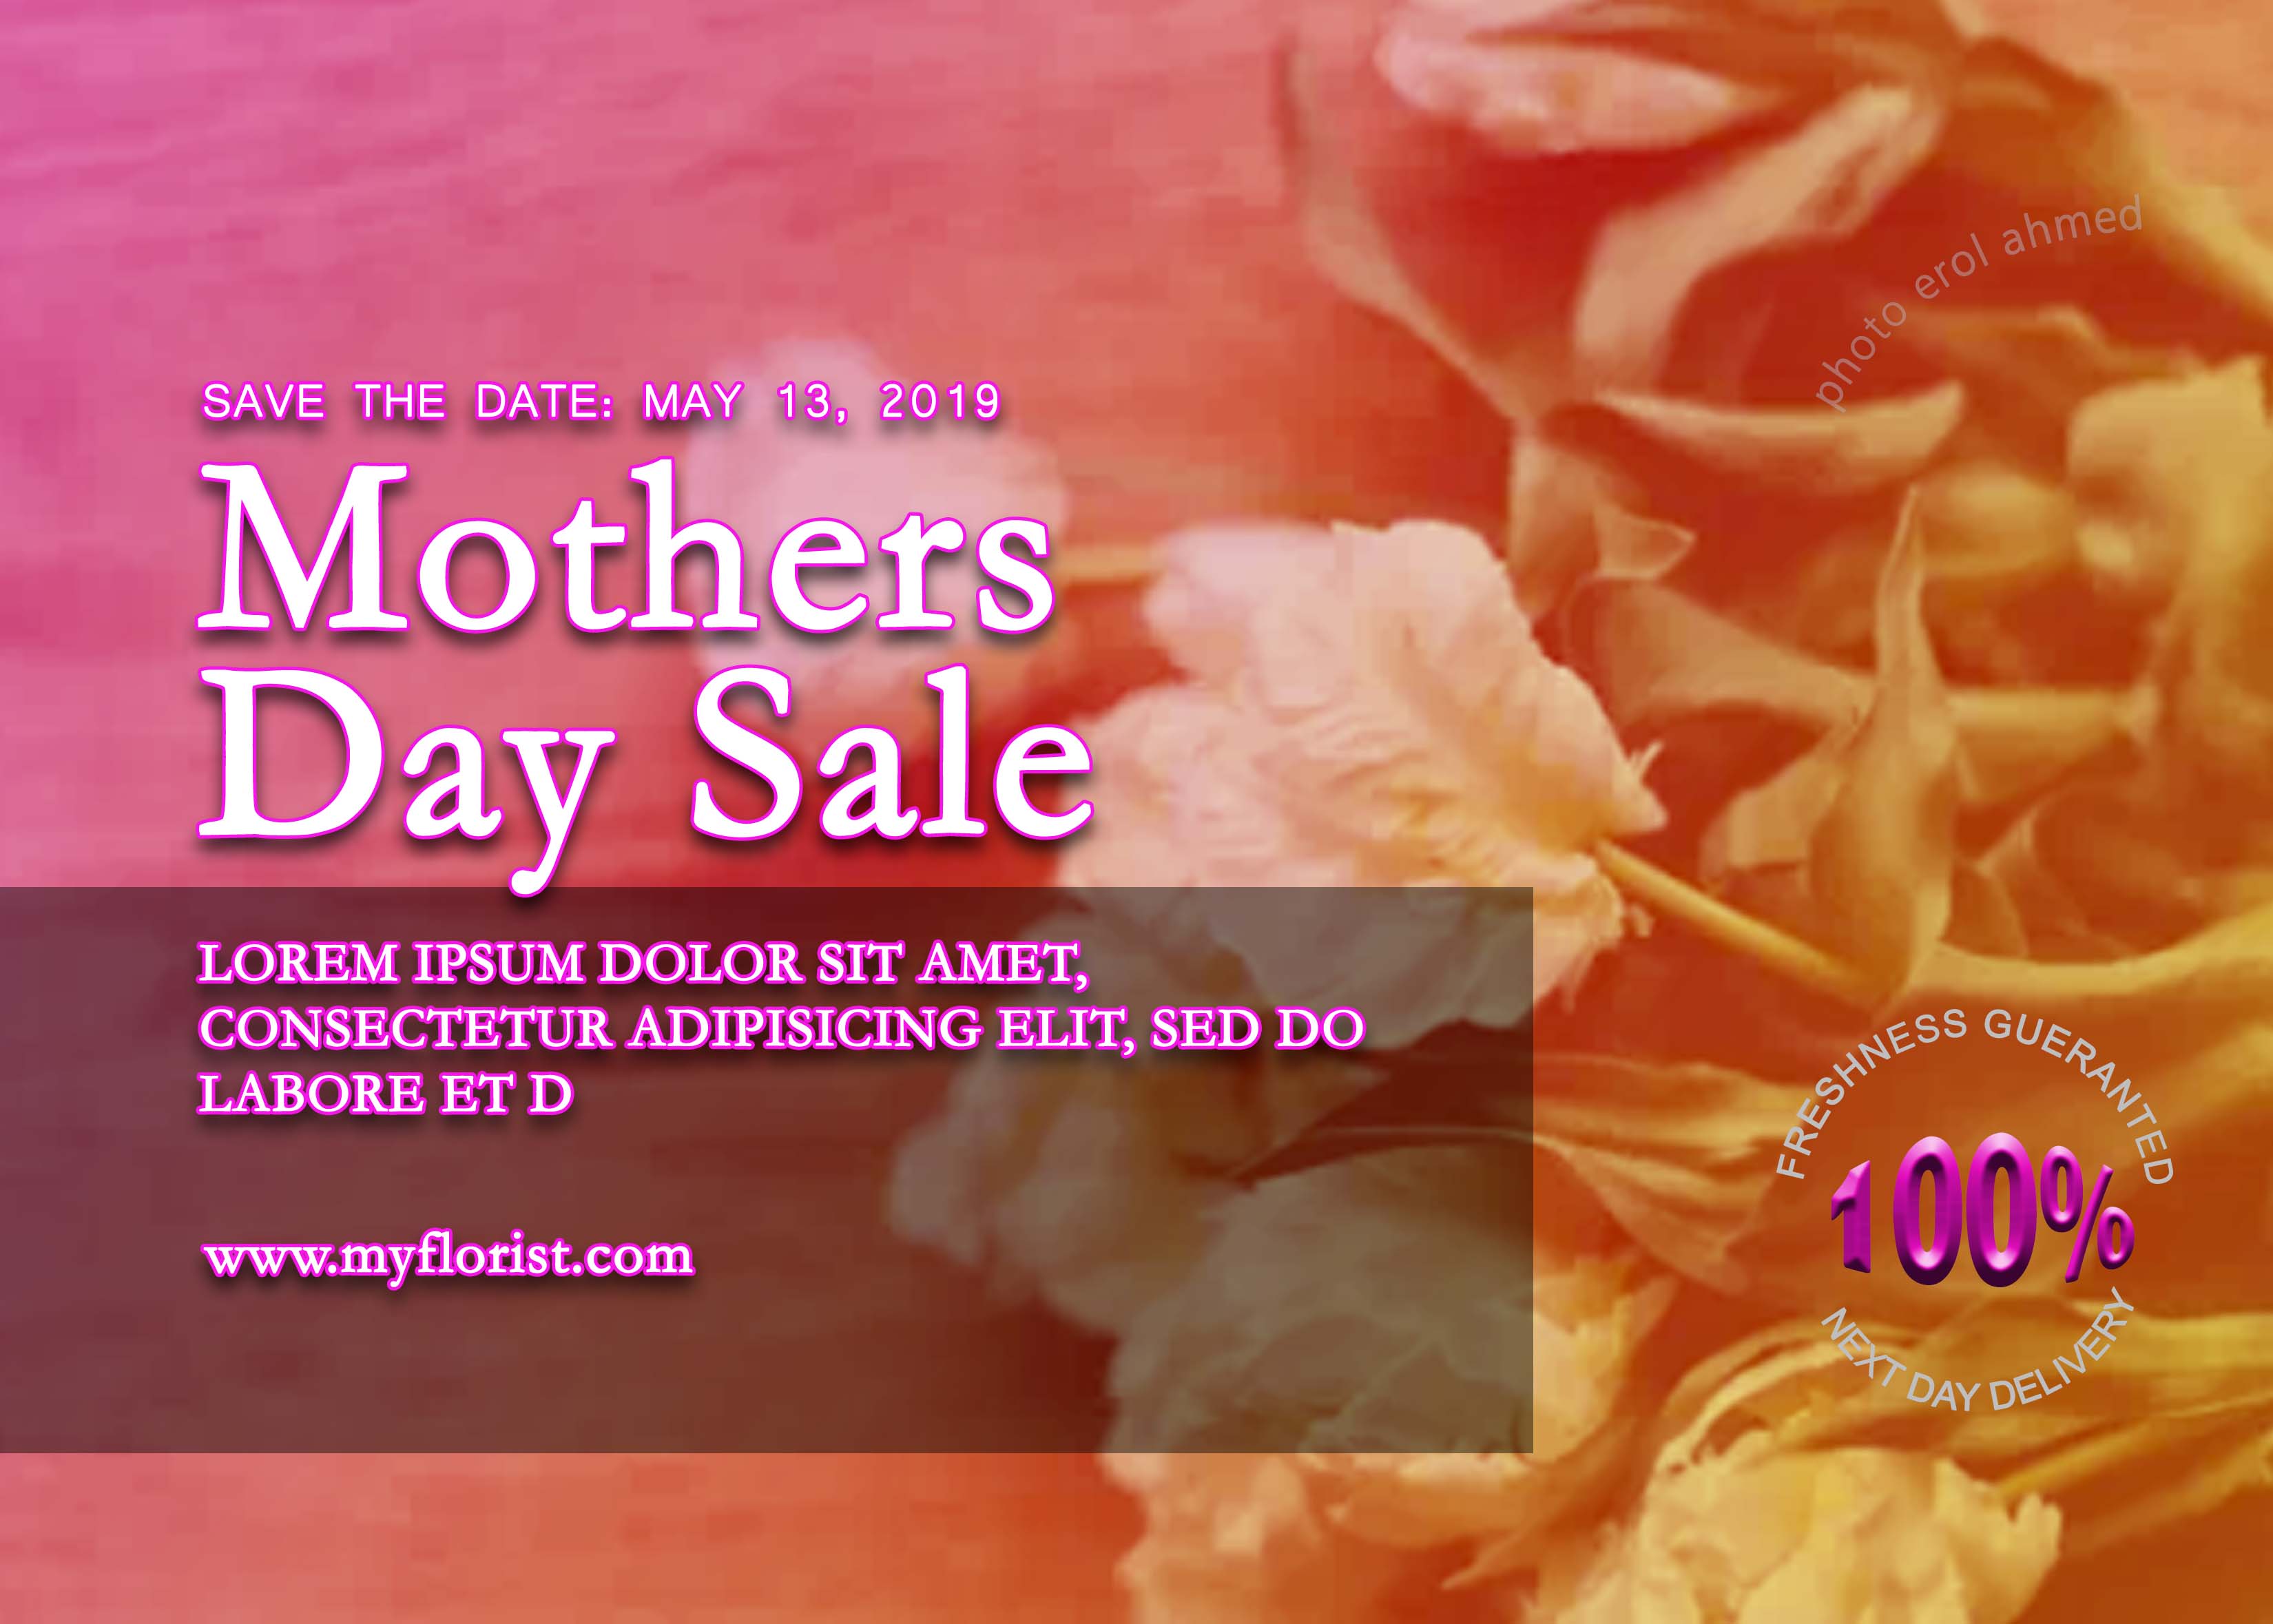 photo erol ahmed
SAVE THE DATE: MAY 13, 2019
Mothers
Day Sale
LOREM IPSUM DOLOR SIT AMET,
CONSECTETUR ADIPISICING ELIT, SED DO
LABORE ET D
www.myflorist.com
FRESHNESS GUERANTED
100%
NEXT DAY DELIVERY